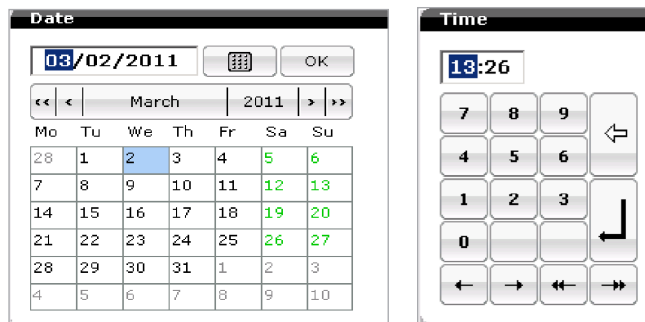 Date
03/02/2011 OK
<< < March 2011 > >>
Mo Tu We Th Fr Sa Su
28 1 2 3 4 5 6
7 8 9 10 11 12 13
14 15 16 17 18 19 20
21 22 23 24 25 26 27
28 29 30 31 1 2 3
4 5 6 7 8 9 10
Time
13:26
7 8 9
4 5 6
1 2 3
0